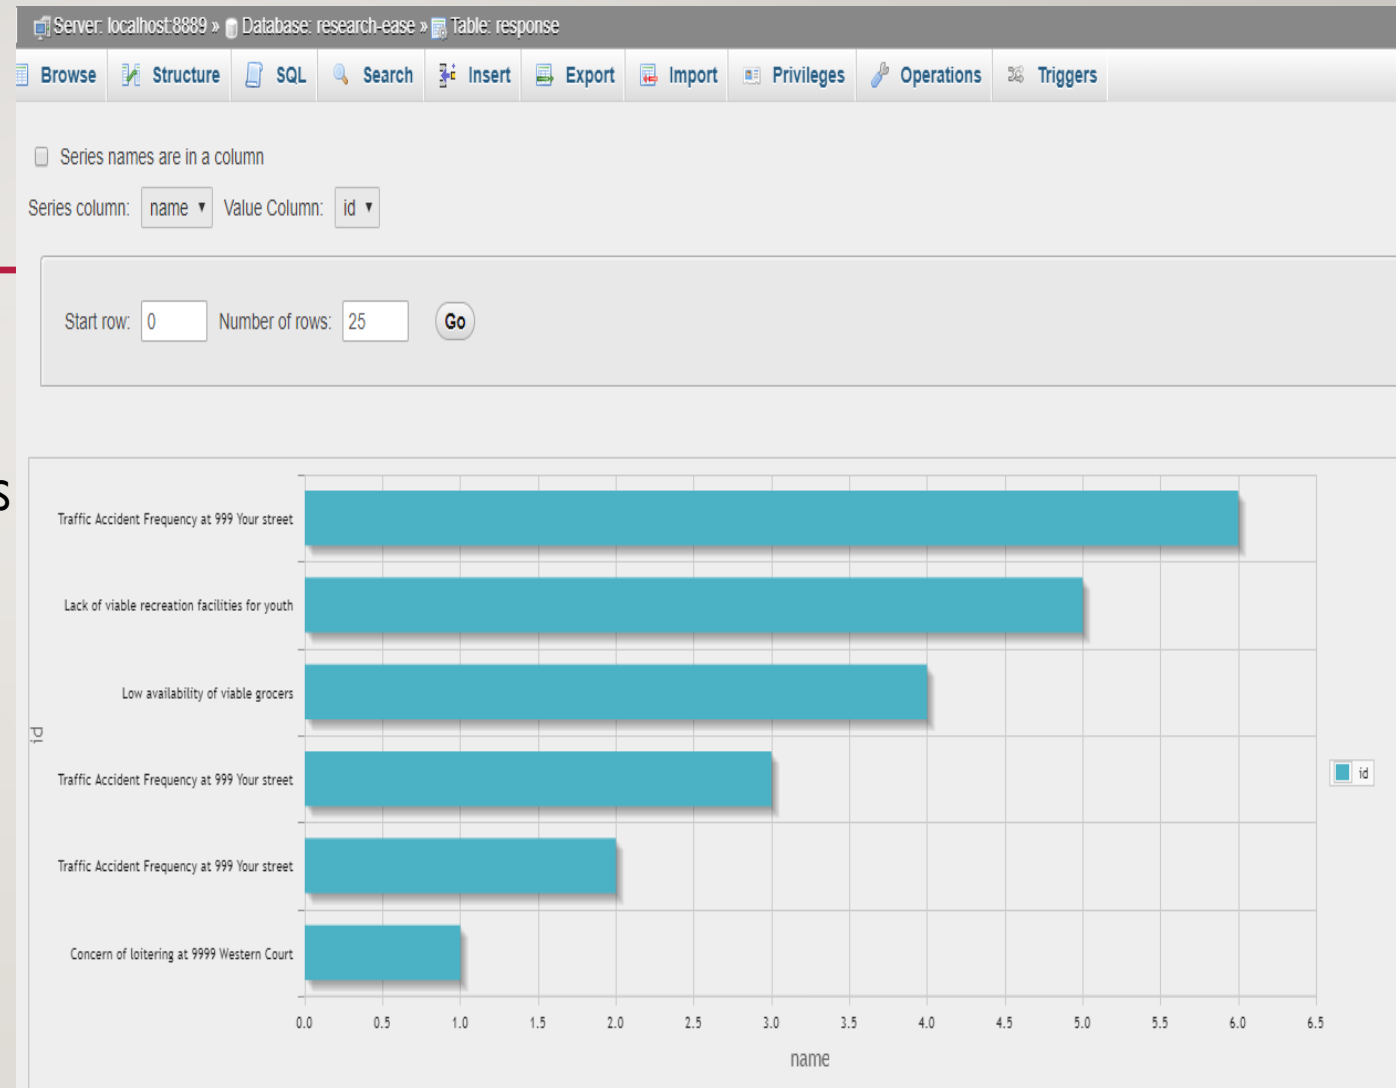 Server: localhost:8889 » Database: research-ease » Table: response
Browse Structure SQL Search Insert Export Import Privileges Operations Triggers
Series names are in a column
Series column: name ▼ Value Column: id ▼
Start row: 0 Number of rows: 25 Go
s
Traffic Accident Frequency at 999 Your street
Lack of viable recreation facilities for youth
Low availability of viable grocers
id
Traffic Accident Frequency at 999 Your street
id
Traffic Accident Frequency at 999 Your street
Concern of loitering at 9999 Western Court
0.0 0.5 1.0 1.5 2.0 2.5 3.0 3.5 4.0 4.5 5.0 5.5 6.0 6.5
name